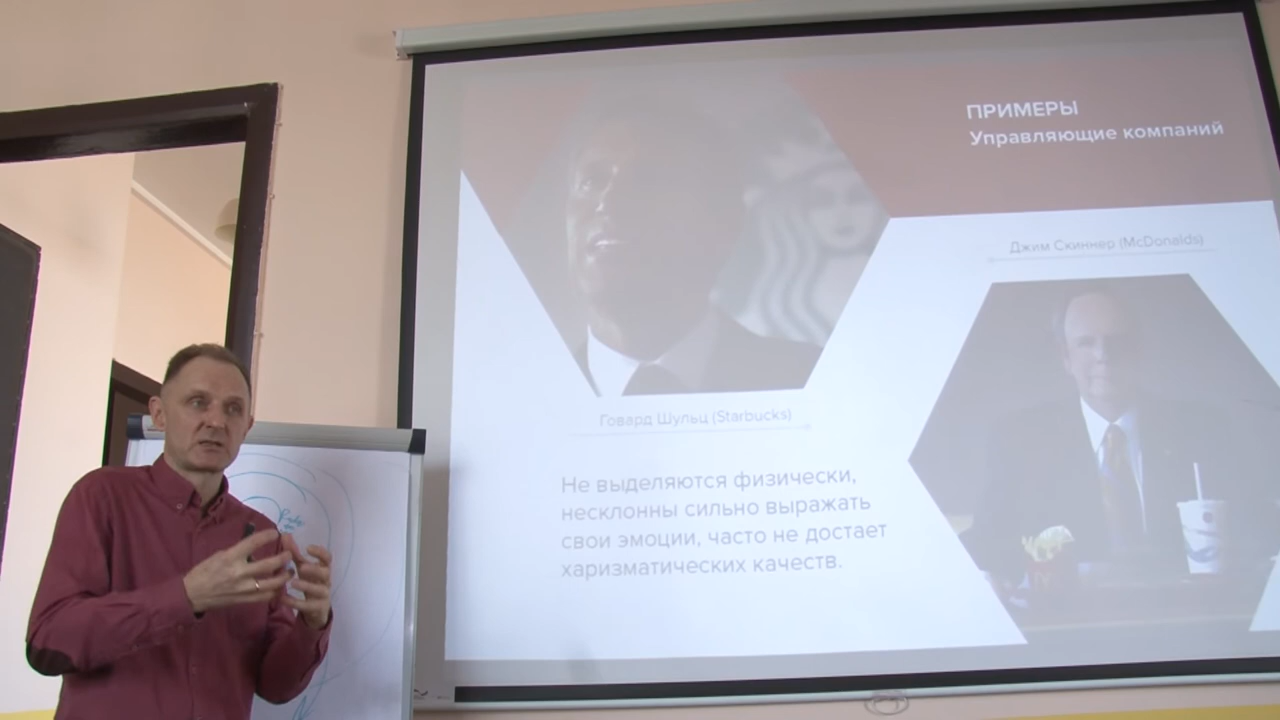 ПРИМЕРЫ
Управляющие компаний
Джим Скиннер (McDonalds)
Говард Шульц (Starbucks)
Не выделяются физически,
несклонны сильно выражать
свои эмоции, часто не достает
харизматических качеств.